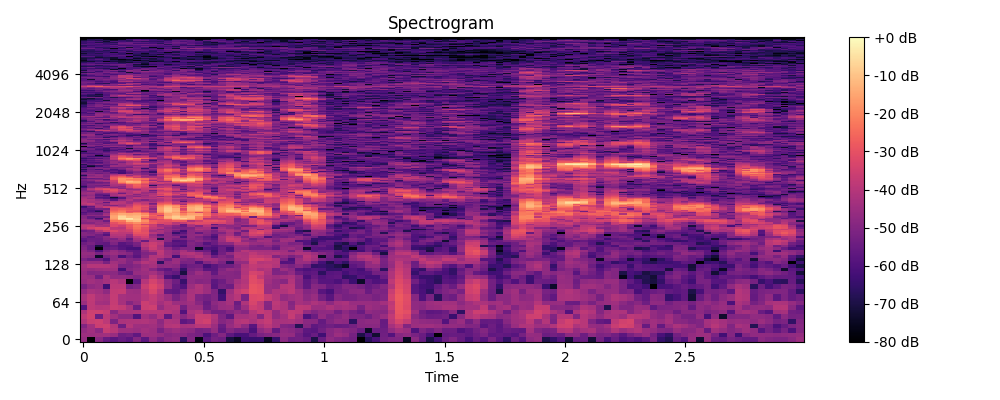 Spectrogram
+0 dB
4096
-10 dB
2048
-20 dB
1024
-30 dB
Hz
512
-40 dB
256
-50 dB
128
-60 dB
64
-70 dB
0
-80 dB
0 0.5 1 1.5 2 2.5
Time